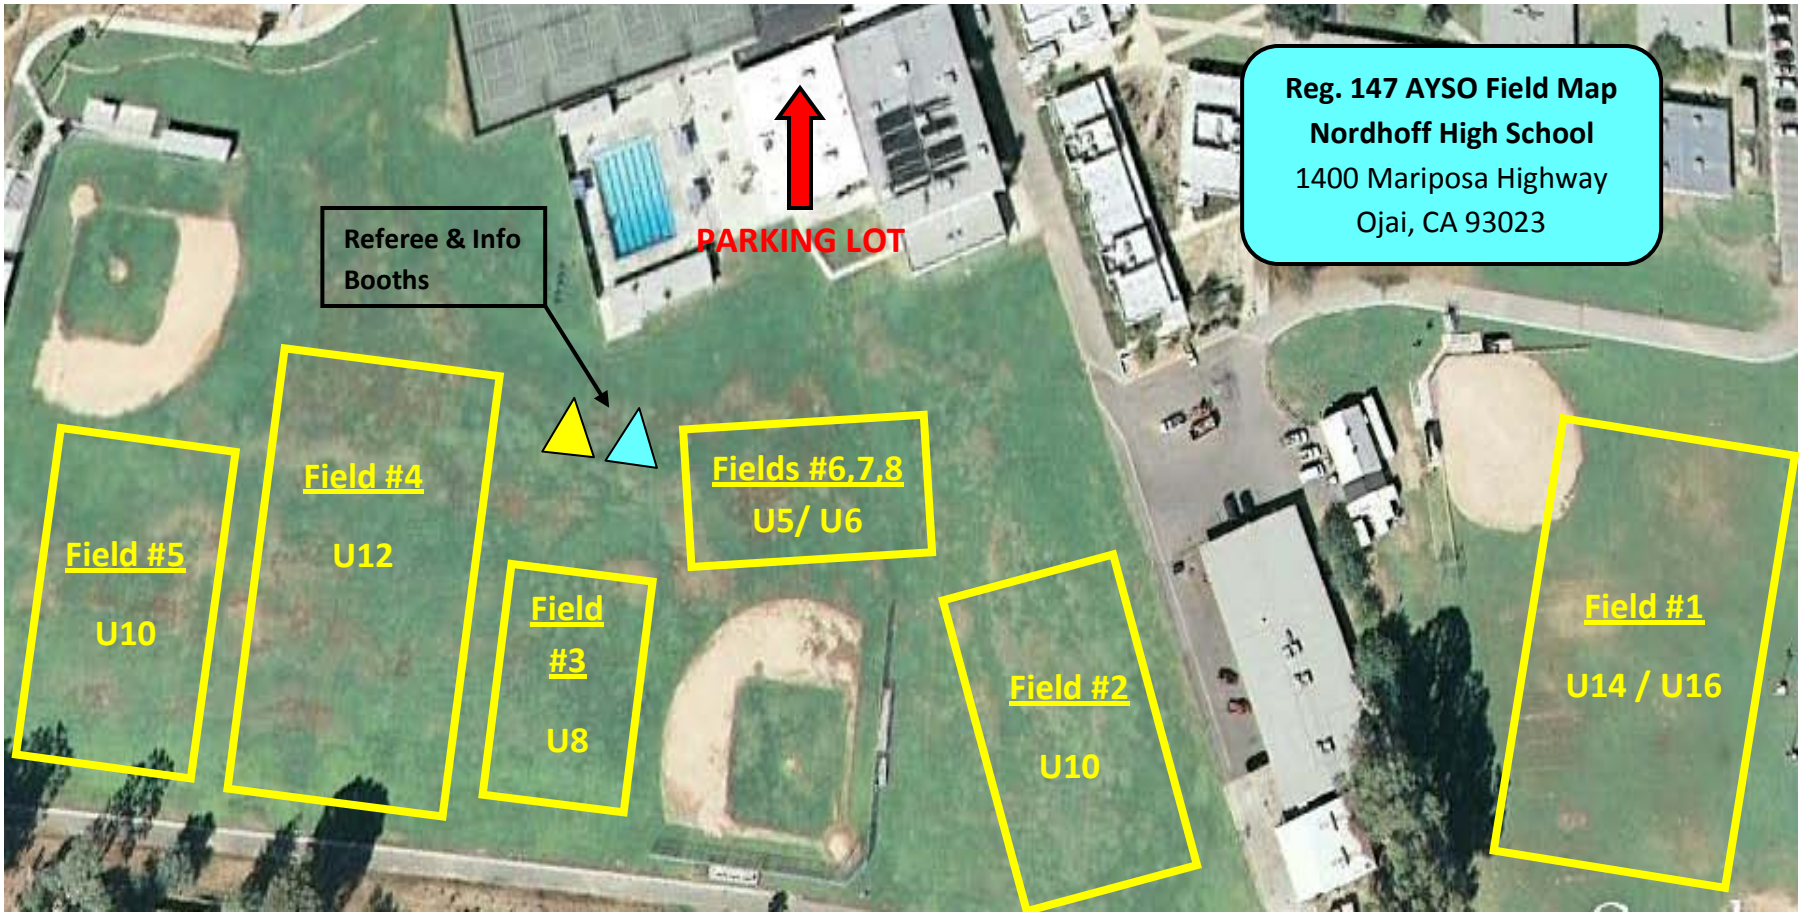 Reg. 147 AYSO Field Map
Nordhoff High School
1400 Mariposa Highway
Ojai, CA 93023
PARKING LOT
Referee & Info
Booths
Field #4
U12
Fields #6,7,8
U5/ U6
Field #5
U10
Field
#3
U8
Field #2
U10
Field #1
U14 / U16